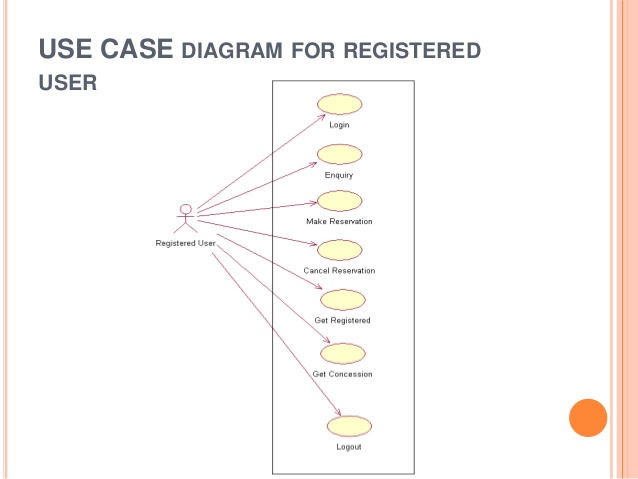 USE CASE DIAGRAM FOR REGISTERED
USER
Login
Enquiry
Make Reservation
Registered User
Cancel Reservation
Get Registered
Get Concession
Logout